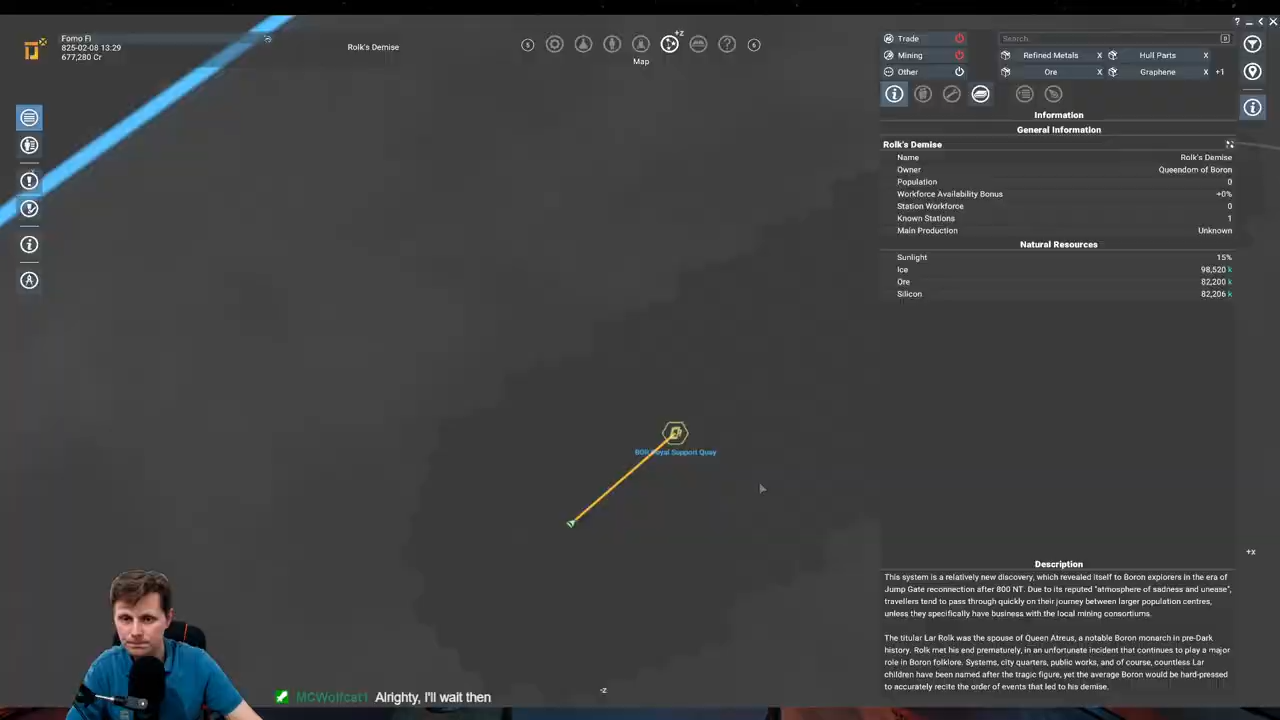 Fomo Fi
825-02-08 13:29
677,280 Cr
Rolk's Demise
Map
+z
Trade
Mining
Other
Search
Refined Metals X
Hull Parts X
Ore X
Graphene X
+1
Information
General Information
Rolk's Demise
Name Rolk's Demise
Owner Queendom of Boron
Population 0
Workforce Availability Bonus +0%
Station Workforce 0
Known Stations 1
Main Production Unknown
Natural Resources
Sunlight 15%
Ice 98,520 k
Ore 82,200 k
Silicon 82,206 k
BOR Royal Support Quay
+x
-z
Description
This system is a relatively new discovery, which revealed itself to Boron explorers in the era of
Jump Gate reconnection after 800 NT. Due to its reputed "atmosphere of sadness and unease",
travellers tend to pass through quickly on their journey between larger population centres,
unless they specifically have business with the local mining consortiums.
The titular Lar Rolk was the spouse of Queen Atreus, a notable Boron monarch in pre-Dark
history. Rolk met his end prematurely, in an unfortunate incident that continues to play a major
role in Boron folklore. Systems, city quarters, public works, and of course, countless Lar
children have been named after the tragic figure, yet the average Boron would be hard-pressed
to accurately recite the order of events that led to his demise.
MCWolfcat1 Alrighty, I'll wait then